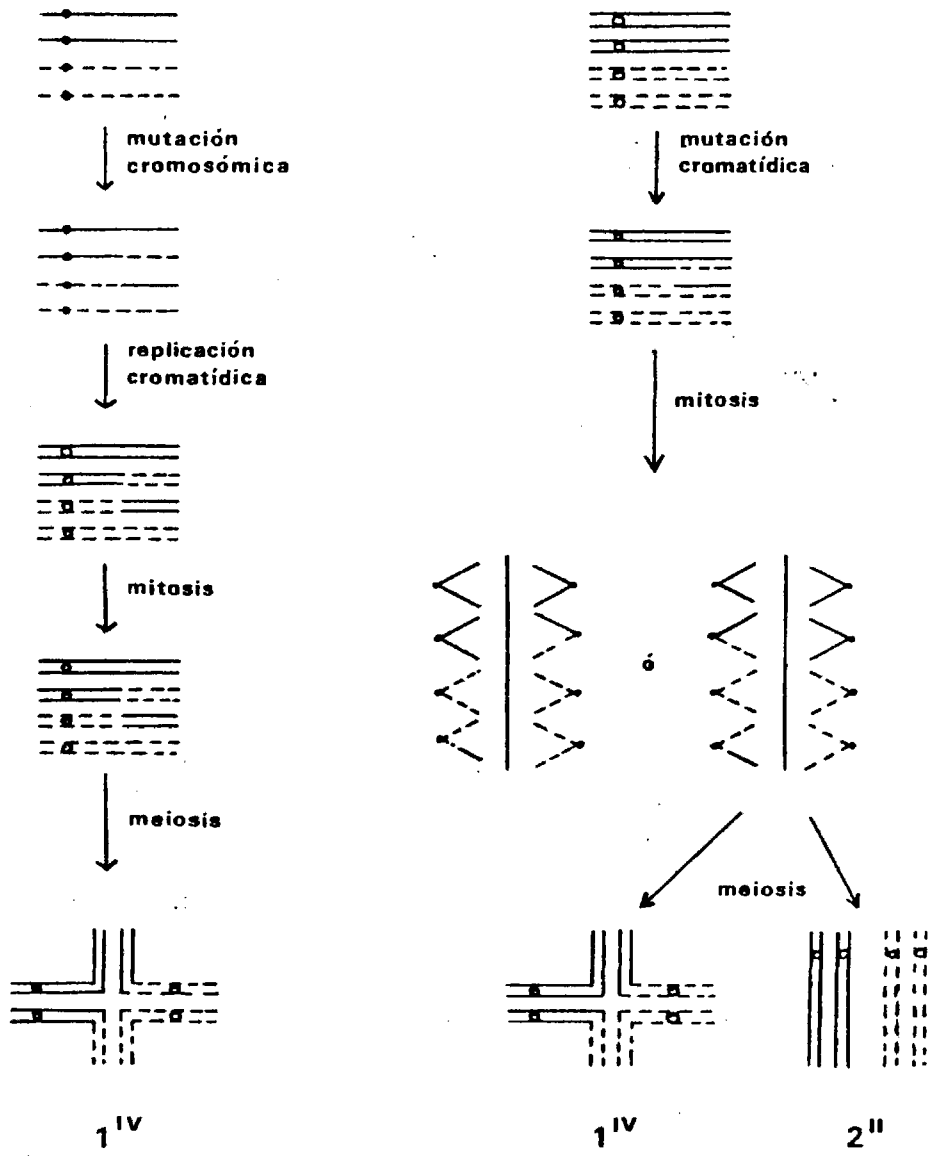 mutación
cromosómica
replicación
cromatídica
mitosis
meiosis
1^IV
mutación
cromatídica
mitosis
ó
meiosis
1^IV
2^II